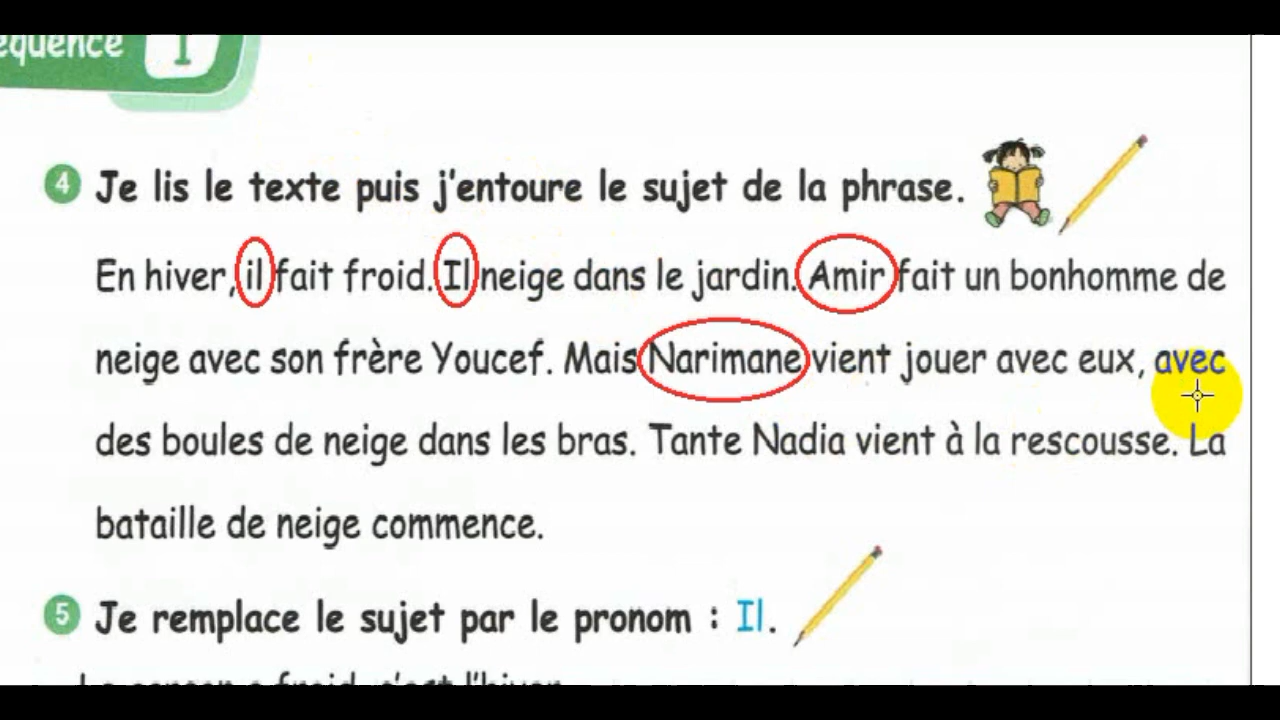 équence 1
4 Je lis le texte puis j'entoure le sujet de la phrase.
En hiver, il fait froid. Il neige dans le jardin. Amir fait un bonhomme de
neige avec son frère Youcef. Mais Narimane vient jouer avec eux, avec
des boules de neige dans les bras. Tante Nadia vient à la rescousse. La
bataille de neige commence.
5 Je remplace le sujet par le pronom : Il.